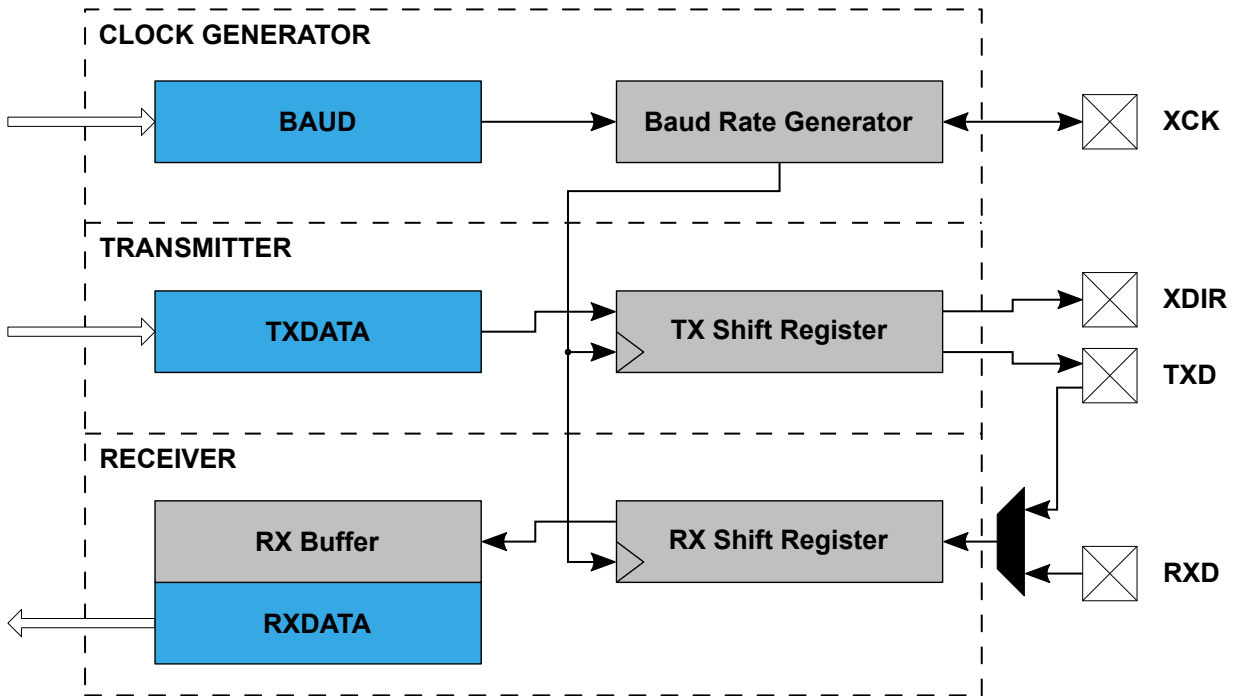 CLOCK GENERATOR
BAUD
Baud Rate Generator
XCK
TRANSMITTER
TXDATA
TX Shift Register
XDIR
TXD
RECEIVER
RX Buffer
RX Shift Register
RXD
RXDATA